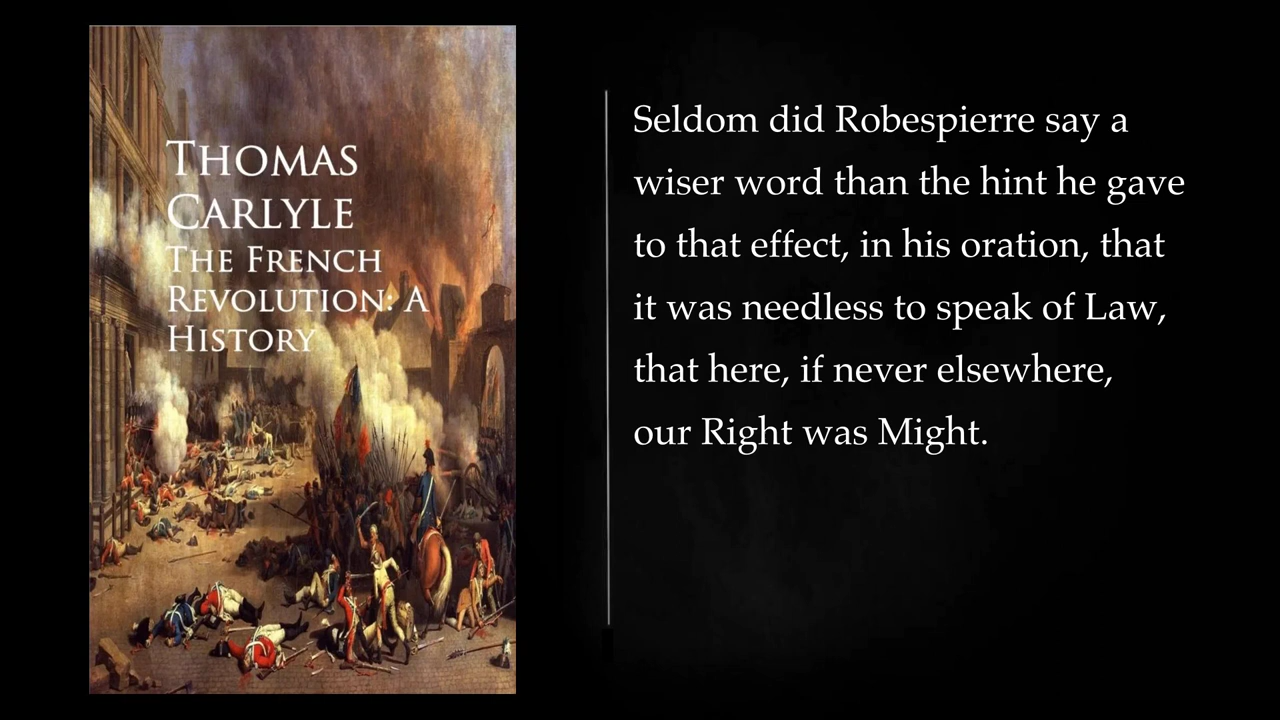 THOMAS
CARLYLE
THE FRENCH
REVOLUTION: A
HISTORY
Seldom did Robespierre say a
wiser word than the hint he gave
to that effect, in his oration, that
it was needless to speak of Law,
that here, if never elsewhere,
our Right was Might.